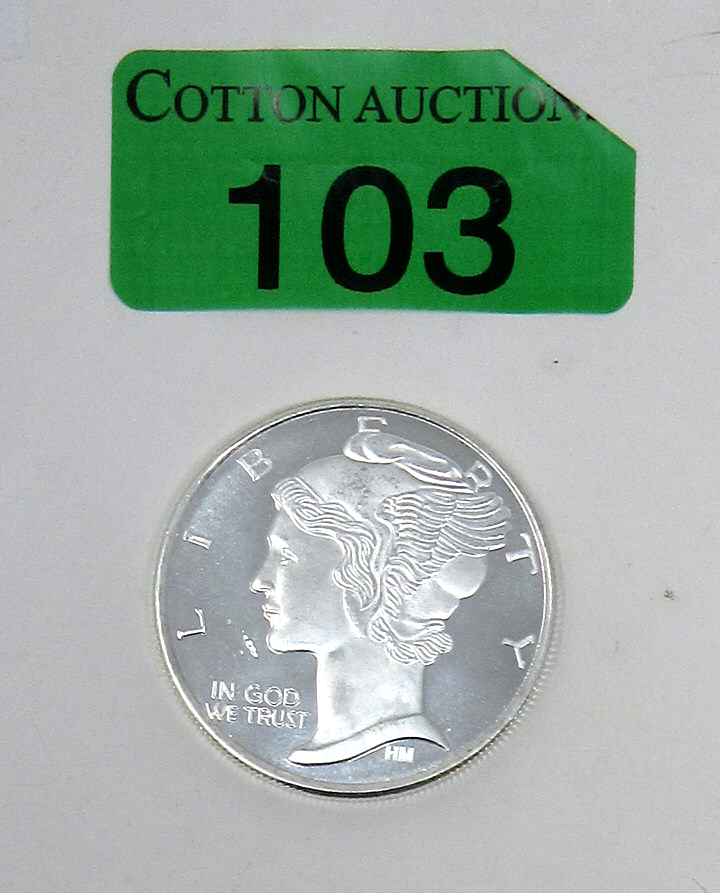 COTTON AUCTION
103
LIBERTY
IN GOD
WE TRUST
HM